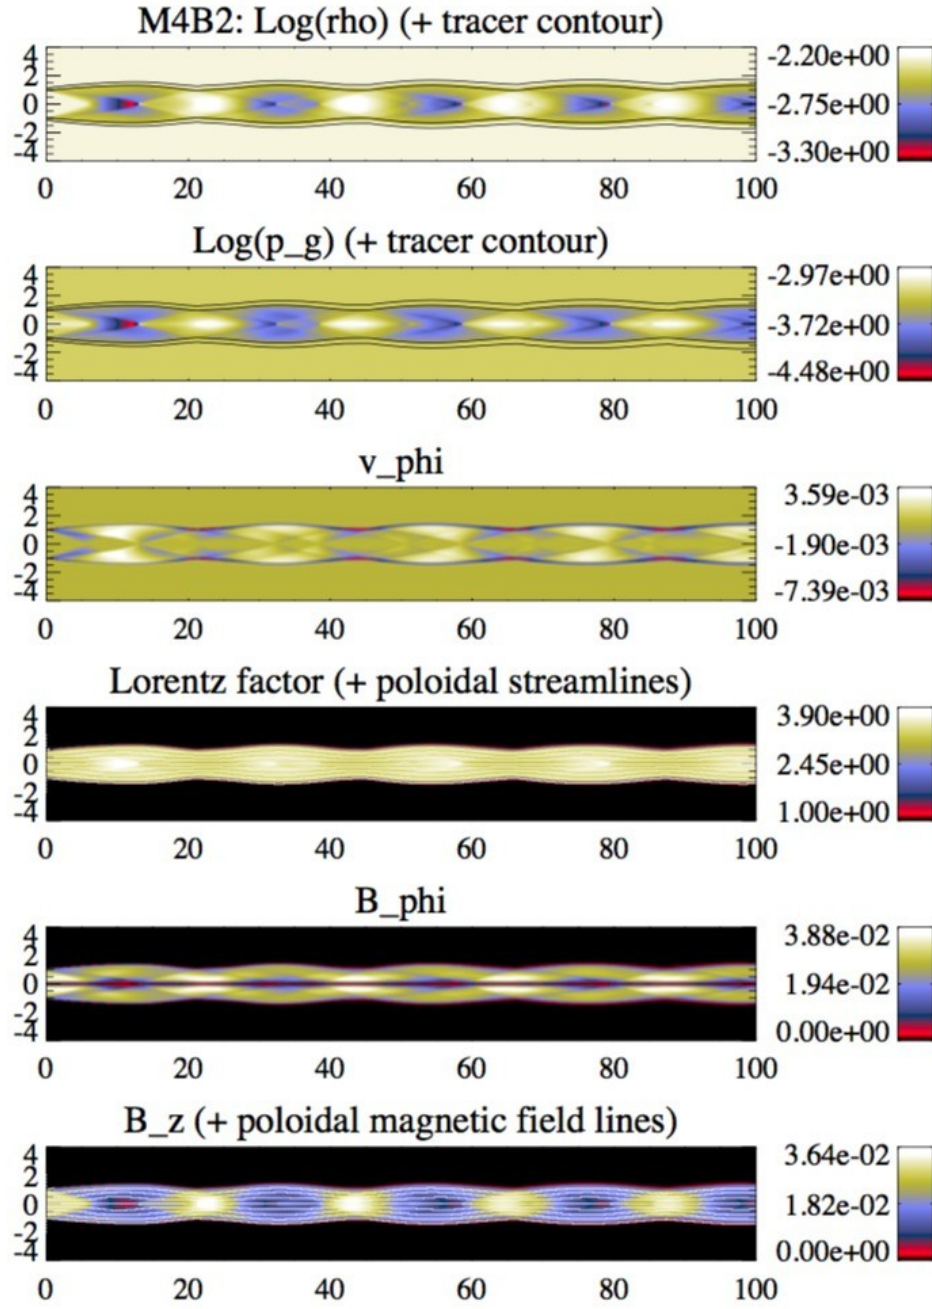 M4B2: Log(rho) (+ tracer contour)
4
2
0
-2
-4
0 20 40 60 80 100
-2.20e+00
-2.75e+00
-3.30e+00
Log(p_g) (+ tracer contour)
4
2
0
-2
-4
0 20 40 60 80 100
-2.97e+00
-3.72e+00
-4.48e+00
v_phi
4
2
0
-2
-4
0 20 40 60 80 100
3.59e-03
-1.90e-03
-7.39e-03
Lorentz factor (+ poloidal streamlines)
4
2
0
-2
-4
0 20 40 60 80 100
3.90e+00
2.45e+00
1.00e+00
B_phi
4
2
0
-2
-4
0 20 40 60 80 100
3.88e-02
1.94e-02
0.00e+00
B_z (+ poloidal magnetic field lines)
4
2
0
-2
-4
0 20 40 60 80 100
3.64e-02
1.82e-02
0.00e+00